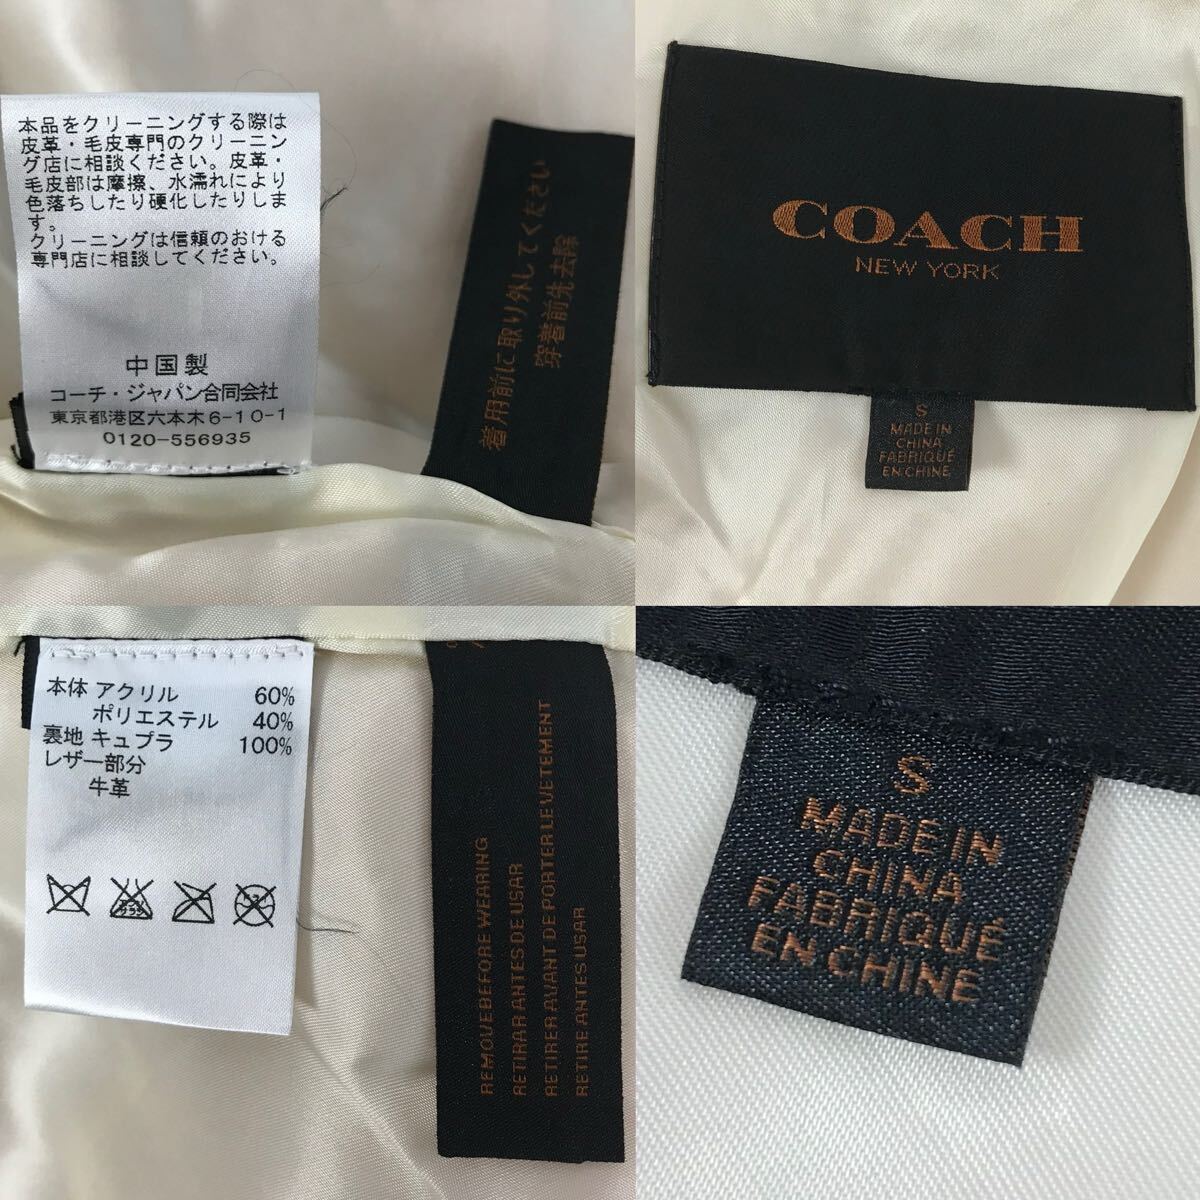 本品をクリーニングする際は
皮革・毛皮専門のクリーニン
グ店に相談ください。皮革・
毛皮部は摩擦、水濡れにより
色落ちしたり硬化したりしま
す。
クリーニングは信頼のおける
専門店に相談してください。
中国製
コーチ・ジャパン合同会社
東京都港区六本木6-10-1
0120-556935
着用前に取り外してください
穿着前先去除
COACH
NEW YORK
S
MADE IN
CHINA
FABRIQUÉ
EN CHINE
本体 アクリル 60%
ポリエステル 40%
裏地 キュプラ 100%
レザー部分
牛革
REMOVE BEFORE WEARING
RETIRAR ANTES DE USAR
RETIRER AVANT DE PORTER LE VETEMENT
RETIRE ANTES USAR
S
MADE IN
CHINA
FABRIQUÉ
EN CHINE